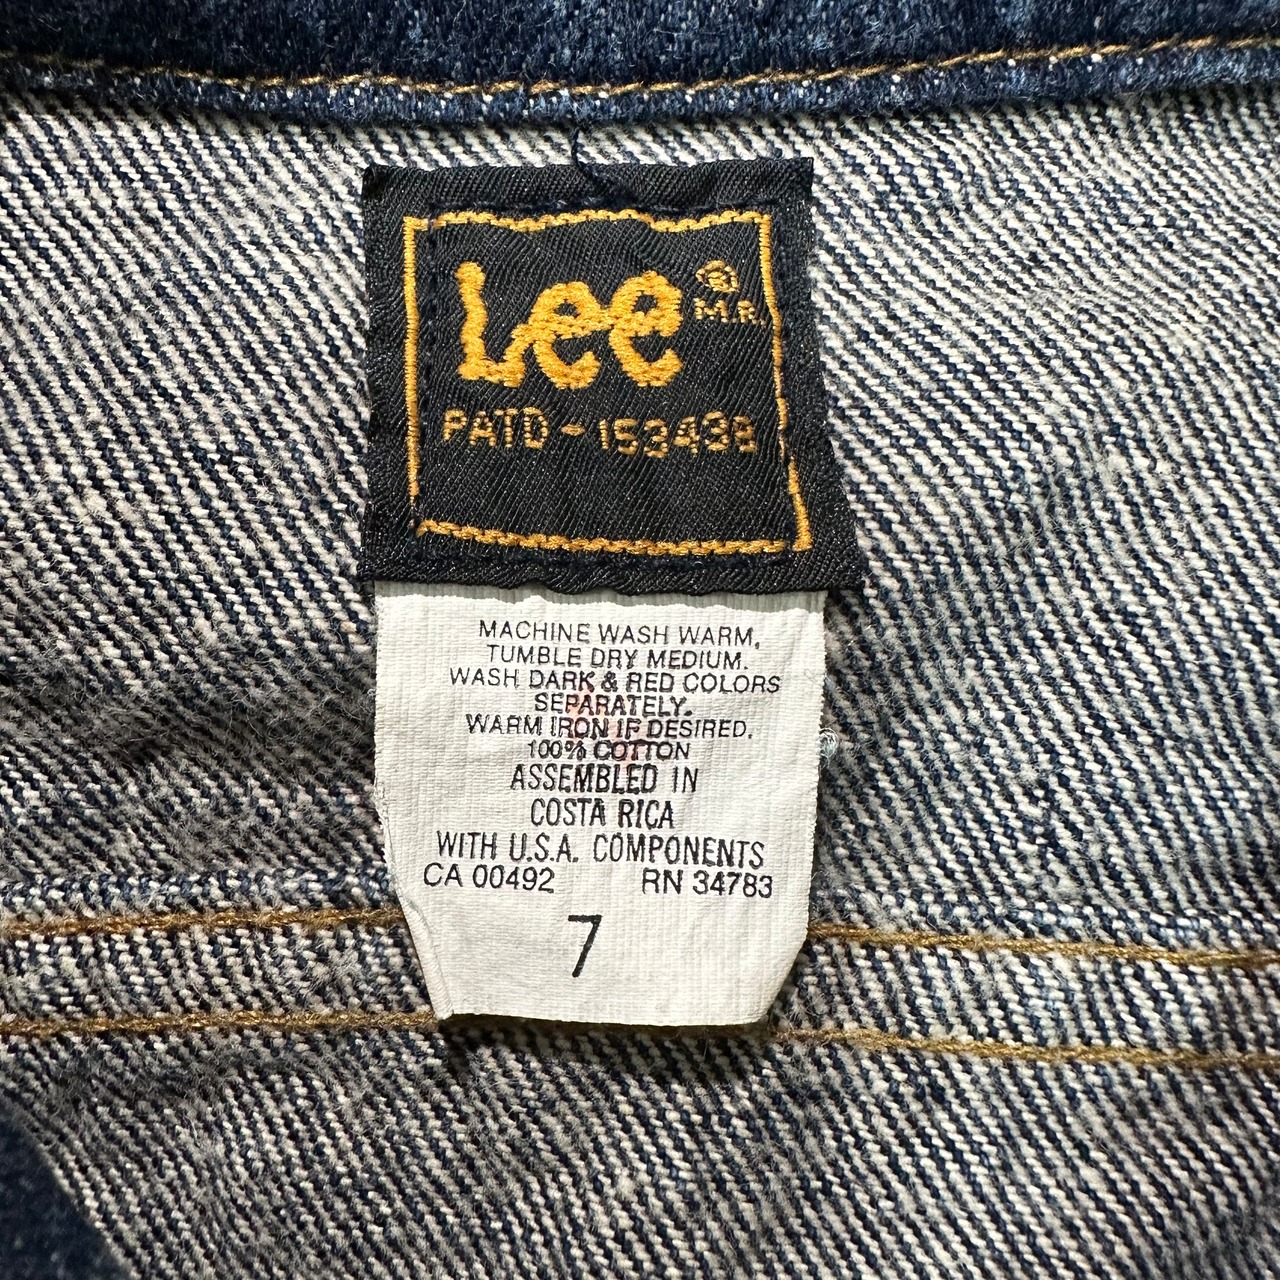 Lee ®
M.R.
PATD-153438
MACHINE WASH WARM,
TUMBLE DRY MEDIUM.
WASH DARK & RED COLORS
SEPARATELY.
WARM IRON IF DESIRED.
100% COTTON
ASSEMBLED IN
COSTA RICA
WITH U.S.A. COMPONENTS
CA 00492 RN 34783
7